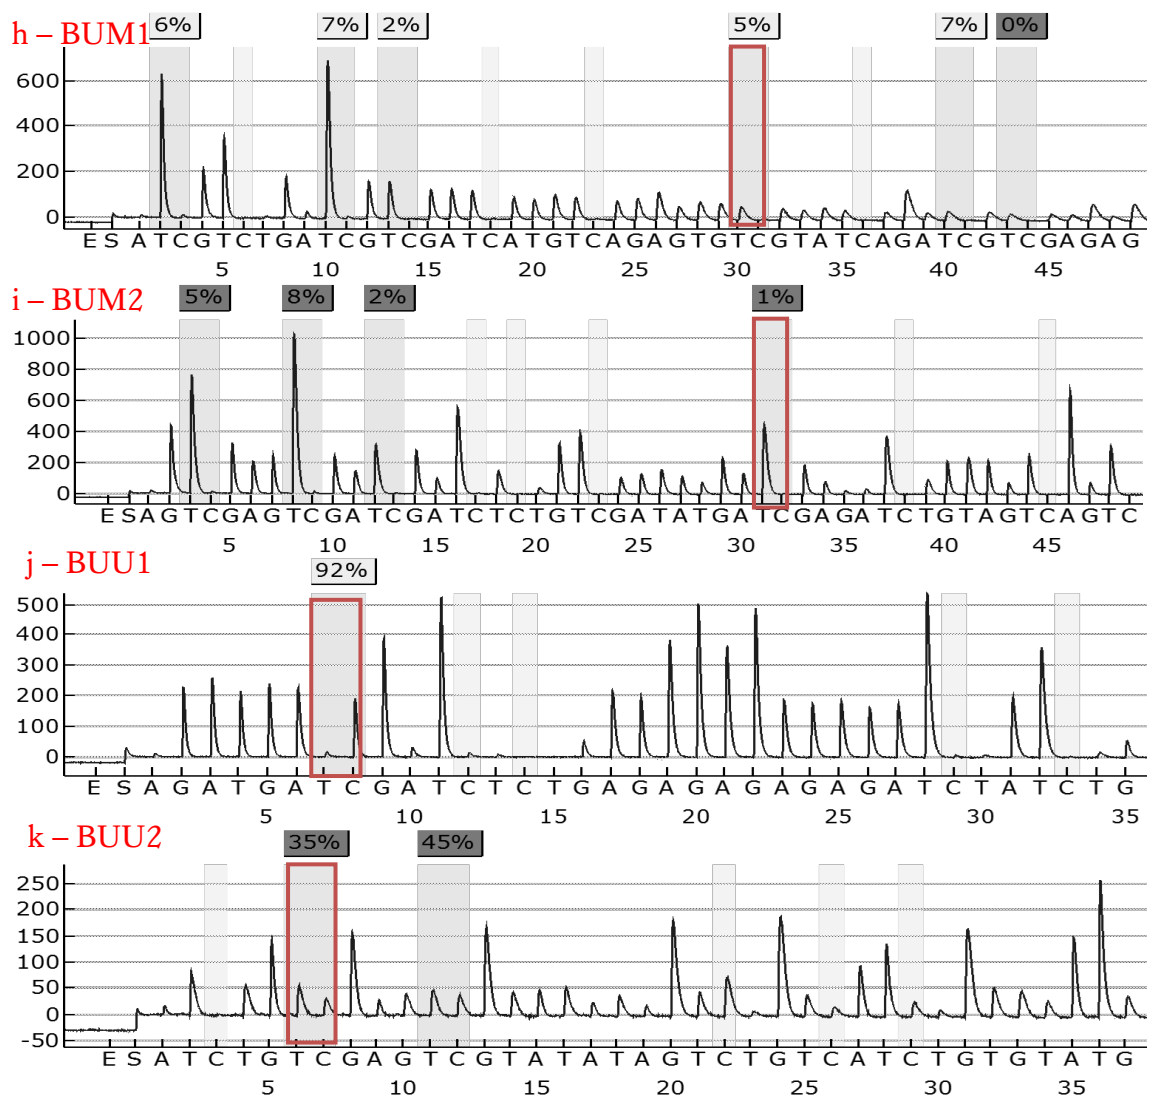 h – BUM1
6% 7% 2% 5% 7% 0%
600
400
200
0
E S A T C G T C T G A T C G T C G A T C A T G T C A G A G T G T C G T A T C A G A T C G T C G A G A G
5 10 15 20 25 30 35 40 45
i – BUM2
5% 8% 2% 1%
1000
800
600
400
200
0
E S A G T C G A G T C G A T C G A T C T C T G T C G A T A T G A T C G A G A T C T G T A G T C A G T C
5 10 15 20 25 30 35 40 45
j – BUU1
92%
500
400
300
200
100
0
E S A G A T G A T C G A T C T C T G A G A G A G A G A G A T C T A T C T G
5 10 15 20 25 30 35
k – BUU2
35% 45%
250
200
150
100
50
0
-50
E S A T C T G T C G A G T C G T A T A T A G T C T G T C A T C T G T G T A T G
5 10 15 20 25 30 35